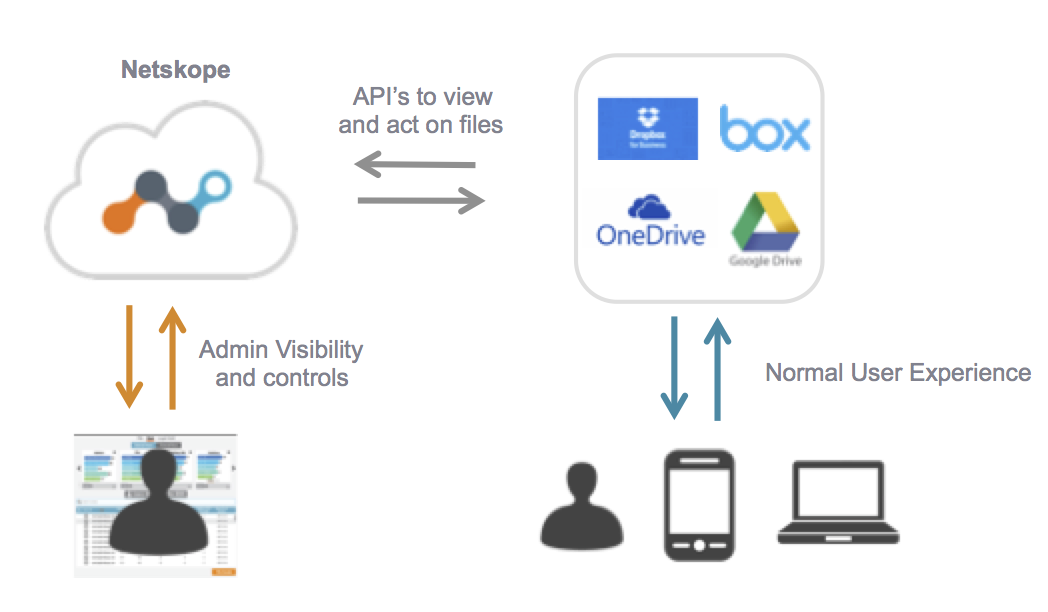 Netskope
API's to view
and act on files
Dropbox
for Business
box
OneDrive
Google Drive
Admin Visibility
and controls
Normal User Experience